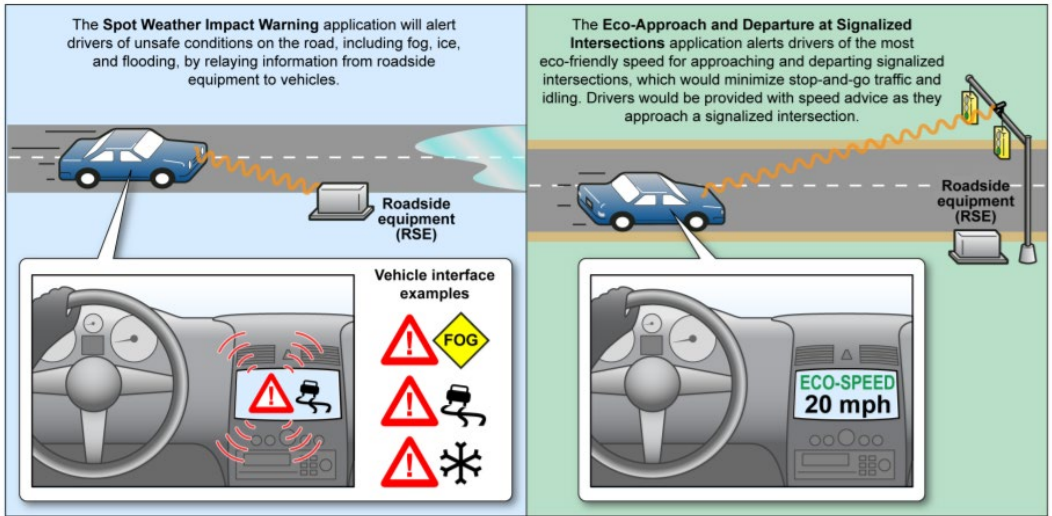 The Spot Weather Impact Warning application will alert
drivers of unsafe conditions on the road, including fog, ice,
and flooding, by relaying information from roadside
equipment to vehicles.
Roadside
equipment
(RSE)
Vehicle interface
examples
FOG
The Eco-Approach and Departure at Signalized
Intersections application alerts drivers of the most
eco-friendly speed for approaching and departing signalized
intersections, which would minimize stop-and-go traffic and
idling. Drivers would be provided with speed advice as they
approach a signalized intersection.
Roadside
equipment
(RSE)
ECO-SPEED
20 mph